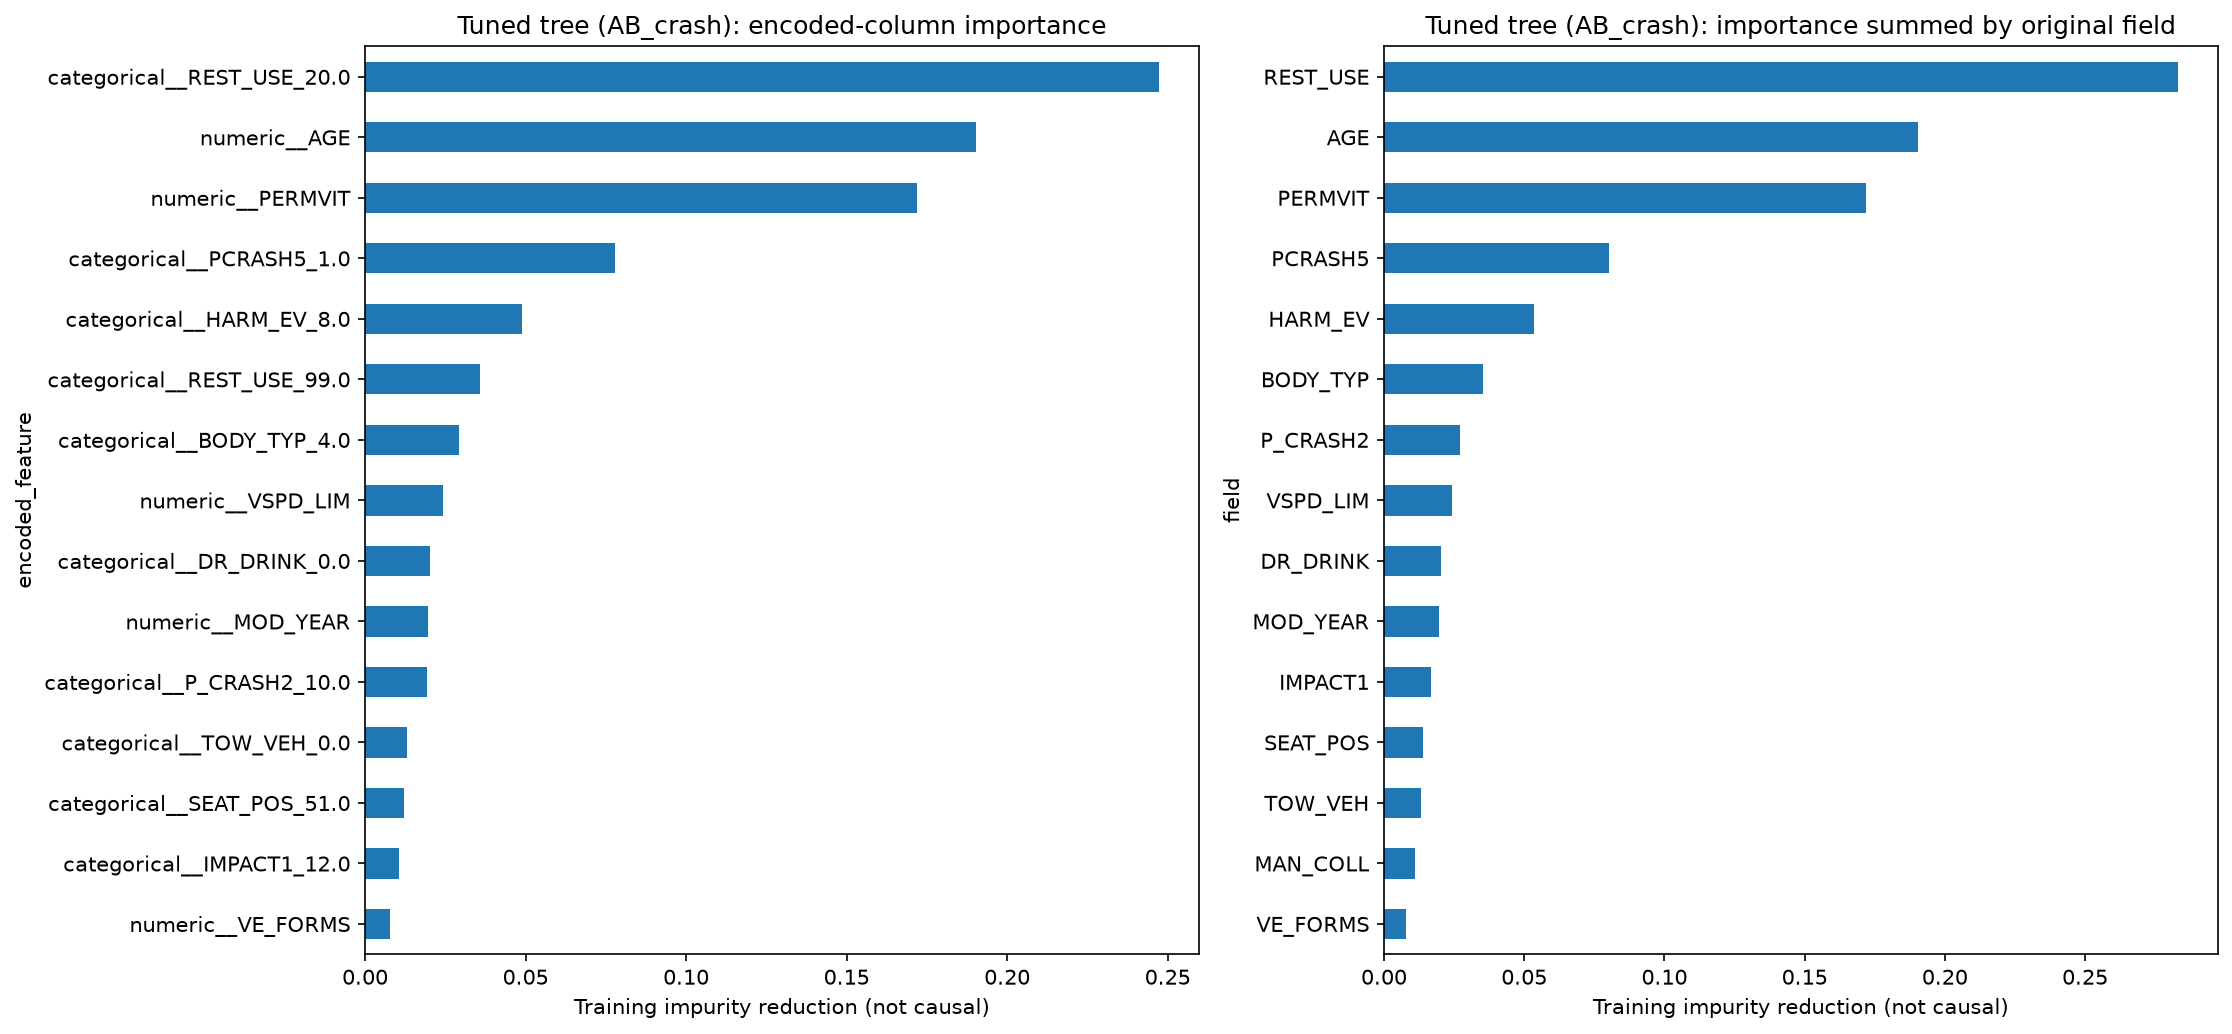 Tuned tree (AB_crash): encoded-column importance
encoded_feature
categorical__REST_USE_20.0
numeric__AGE
numeric__PERMVIT
categorical__PCRASH5_1.0
categorical__HARM_EV_8.0
categorical__REST_USE_99.0
categorical__BODY_TYP_4.0
numeric__VSPD_LIM
categorical__DR_DRINK_0.0
numeric__MOD_YEAR
categorical__P_CRASH2_10.0
categorical__TOW_VEH_0.0
categorical__SEAT_POS_51.0
categorical__IMPACT1_12.0
numeric__VE_FORMS
0.00 0.05 0.10 0.15 0.20 0.25
Training impurity reduction (not causal)
Tuned tree (AB_crash): importance summed by original field
field
REST_USE
AGE
PERMVIT
PCRASH5
HARM_EV
BODY_TYP
P_CRASH2
VSPD_LIM
DR_DRINK
MOD_YEAR
IMPACT1
SEAT_POS
TOW_VEH
MAN_COLL
VE_FORMS
0.00 0.05 0.10 0.15 0.20 0.25
Training impurity reduction (not causal)